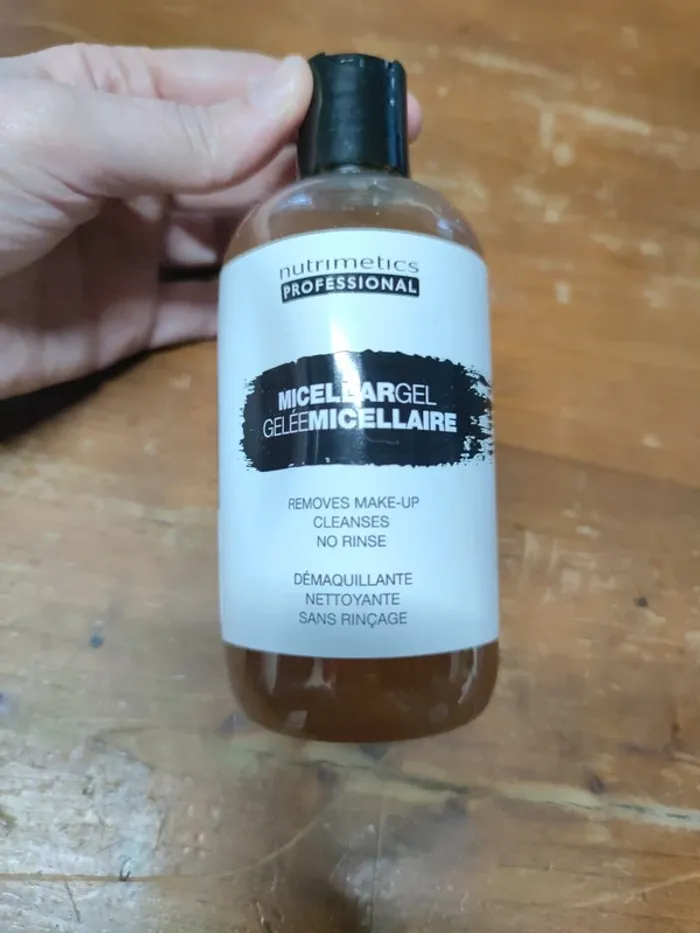 nutrimetics
PROFESSIONAL
MICELLARGEL
GELÉEMICELLAIRE
REMOVES MAKE-UP
CLEANSES
NO RINSE
DÉMAQUILLANTE
NETTOYANTE
SANS RINÇAGE